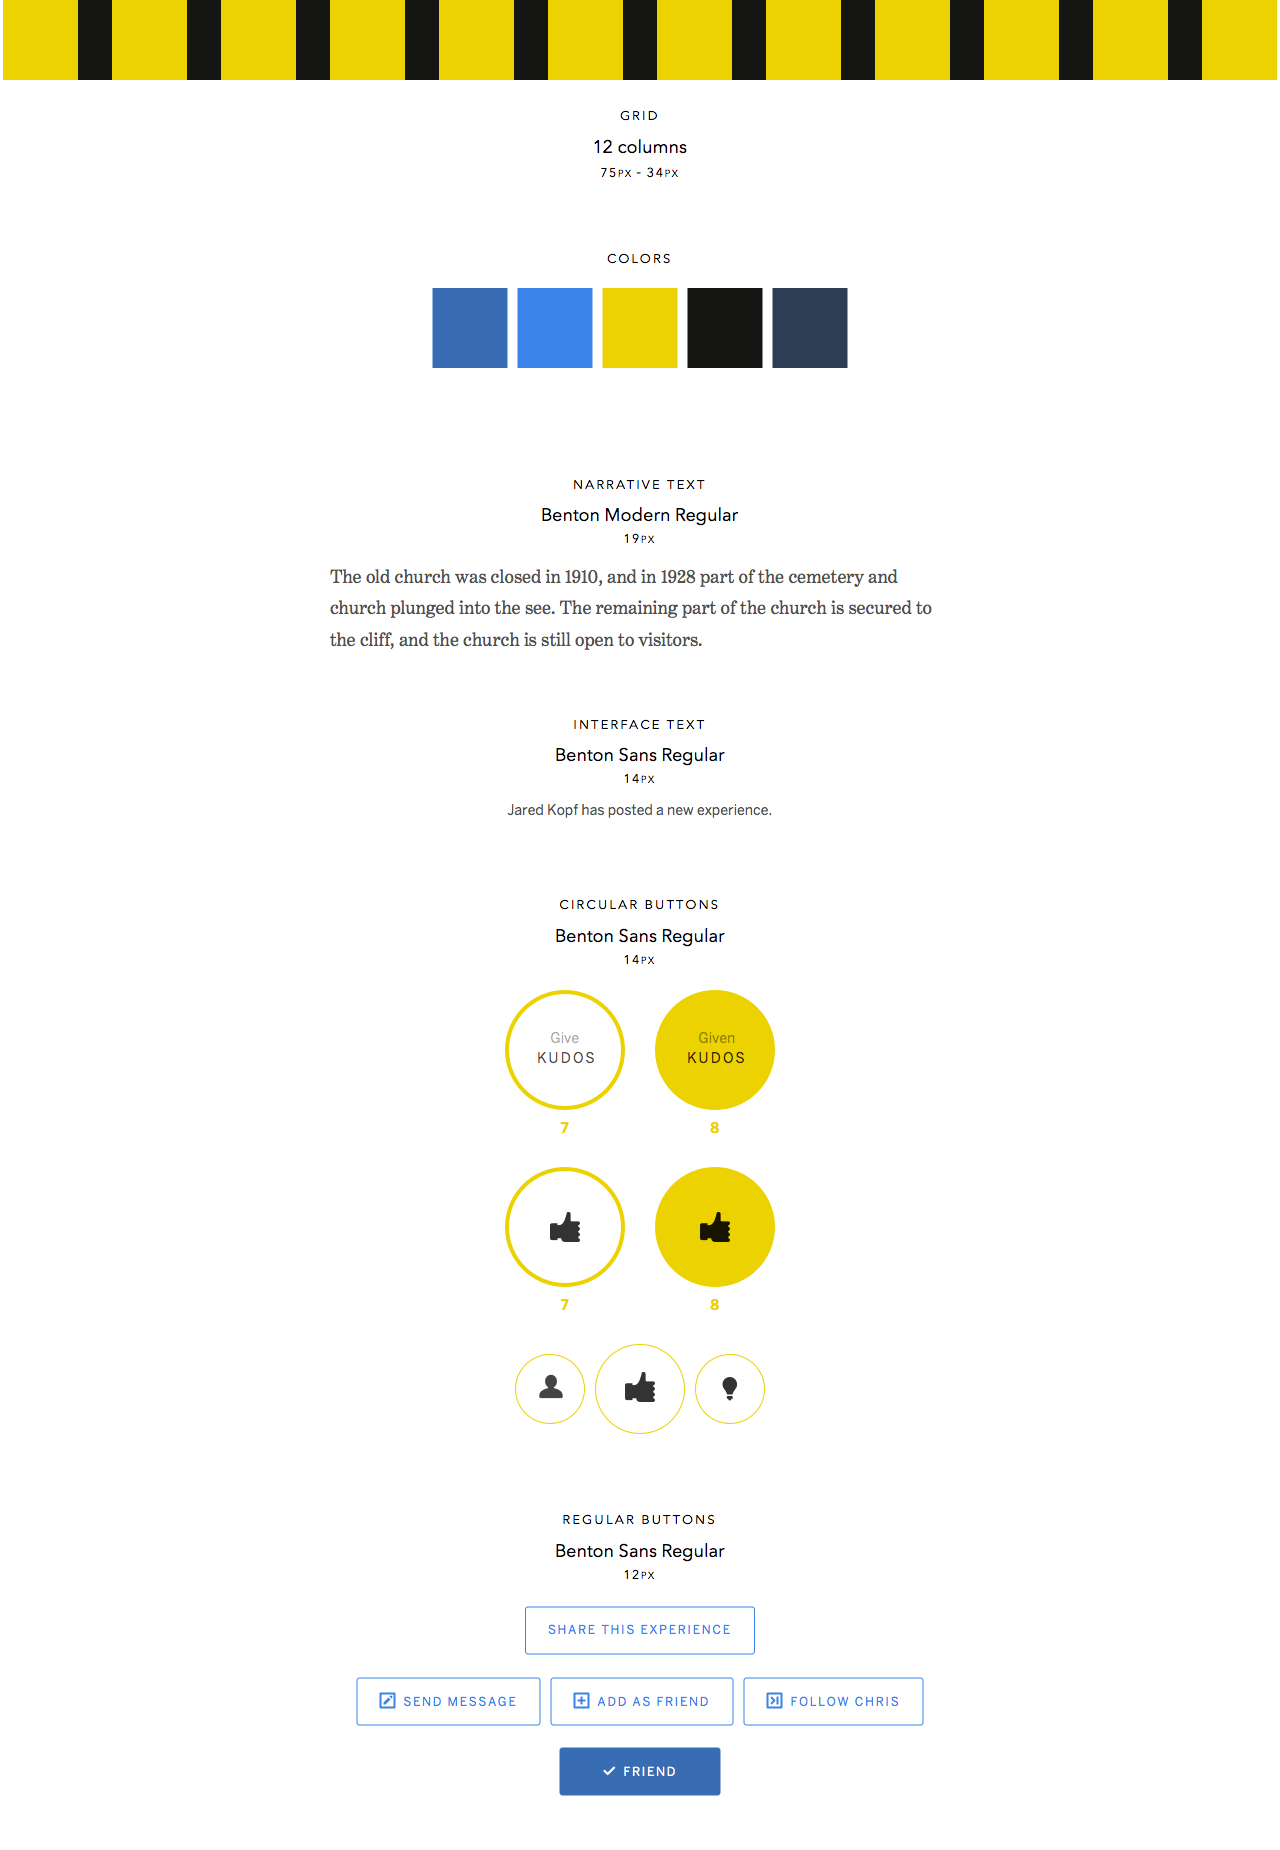 GRID
12 columns
75PX - 34PX
COLORS
NARRATIVE TEXT
Benton Modern Regular
19PX
The old church was closed in 1910, and in 1928 part of the cemetery and
church plunged into the see. The remaining part of the church is secured to
the cliff, and the church is still open to visitors.
INTERFACE TEXT
Benton Sans Regular
14PX
Jared Kopf has posted a new experience.
CIRCULAR BUTTONS
Benton Sans Regular
14PX
Give
KUDOS
Given
KUDOS
7
8
7
8
REGULAR BUTTONS
Benton Sans Regular
12PX
SHARE THIS EXPERIENCE
SEND MESSAGE
ADD AS FRIEND
FOLLOW CHRIS
FRIEND